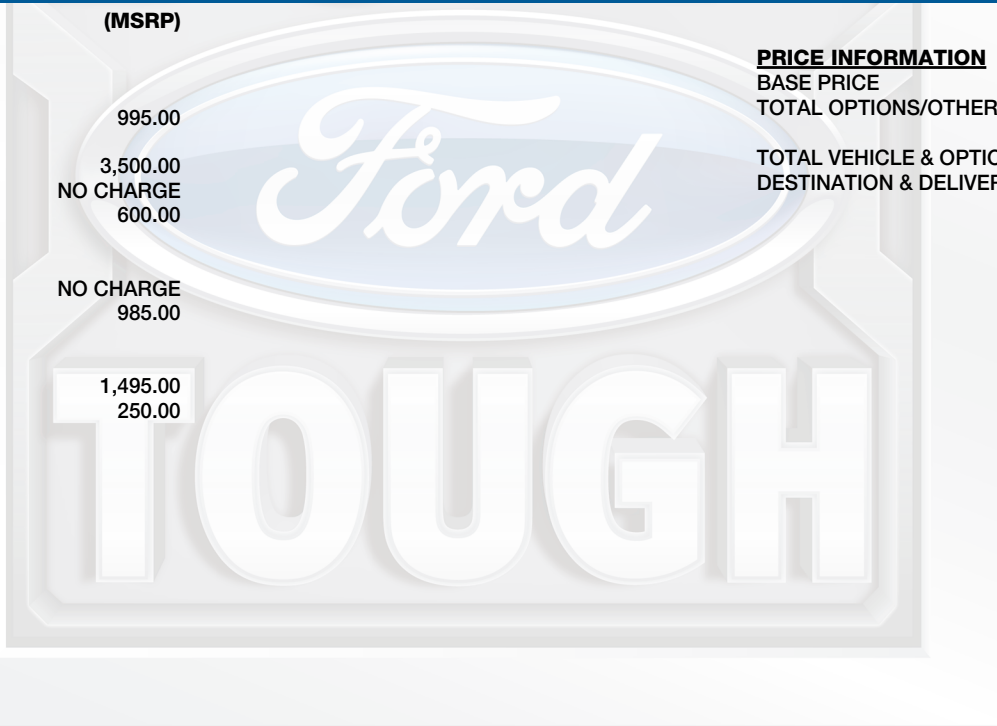 (MSRP)
995.00
3,500.00
NO CHARGE
600.00
NO CHARGE
985.00
1,495.00
250.00
PRICE INFORMATION
BASE PRICE
TOTAL OPTIONS/OTHER
TOTAL VEHICLE & OPTIO
DESTINATION & DELIVER
Ford
TOUGH